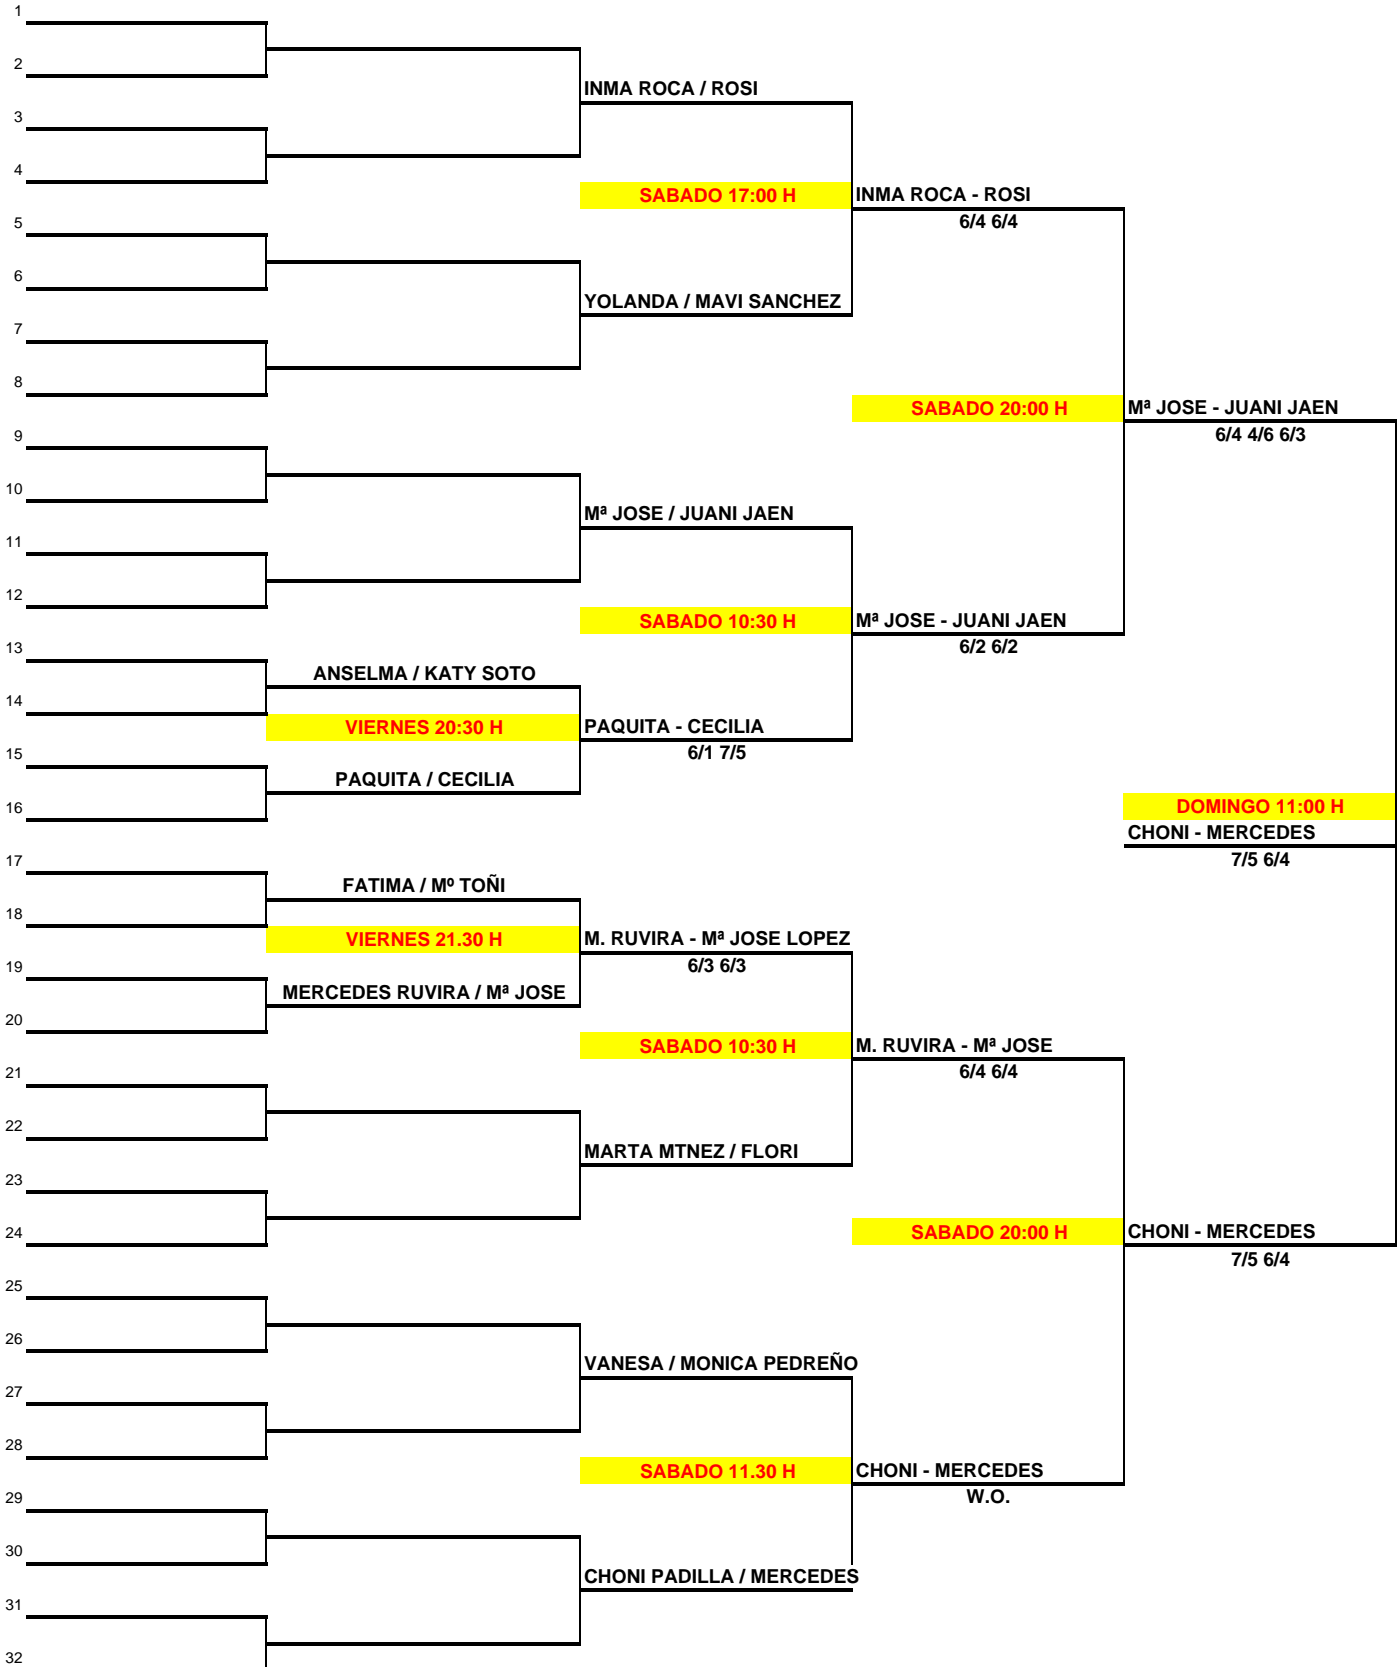 1
2
INMA ROCA / ROSI
3
4
SABADO 17:00 H
INMA ROCA - ROSI
6/4 6/4
5
6
YOLANDA / MAVI SANCHEZ
7
8
SABADO 20:00 H
Mª JOSE - JUANI JAEN
6/4 4/6 6/3
9
10
Mª JOSE / JUANI JAEN
11
12
SABADO 10:30 H
Mª JOSE - JUANI JAEN
6/2 6/2
13
ANSELMA / KATY SOTO
14
VIERNES 20:30 H
PAQUITA - CECILIA
6/1 7/5
15
PAQUITA / CECILIA
16
DOMINGO 11:00 H
CHONI - MERCEDES
7/5 6/4
17
FATIMA / Mº TOÑI
18
VIERNES 21.30 H
M. RUVIRA - Mª JOSE LOPEZ
6/3 6/3
19
MERCEDES RUVIRA / Mª JOSE
20
SABADO 10:30 H
M. RUVIRA - Mª JOSE
6/4 6/4
21
22
MARTA MTNEZ / FLORI
23
24
SABADO 20:00 H
CHONI - MERCEDES
7/5 6/4
25
26
VANESA / MONICA PEDREÑO
27
28
SABADO 11.30 H
CHONI - MERCEDES
W.O.
29
30
CHONI PADILLA / MERCEDES
31
32